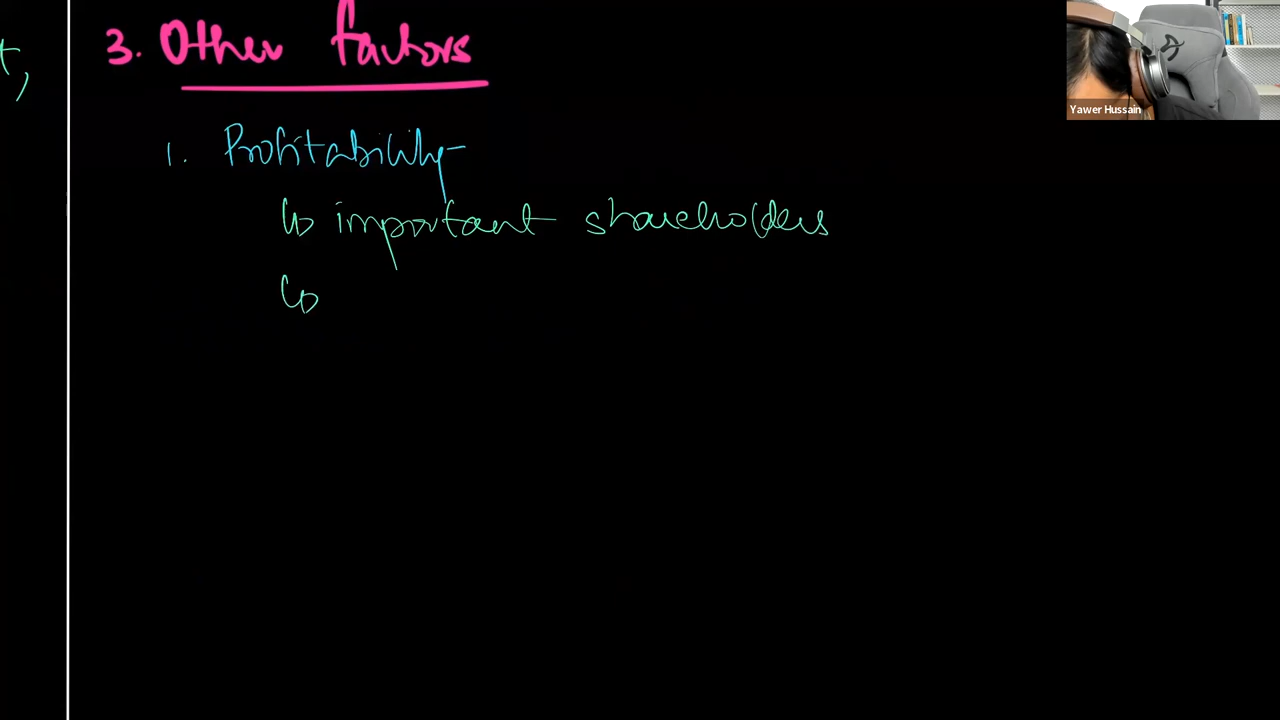 t,
3. Other factors
Yawer Hussain
1. Profitability
↳ important shareholders
↳